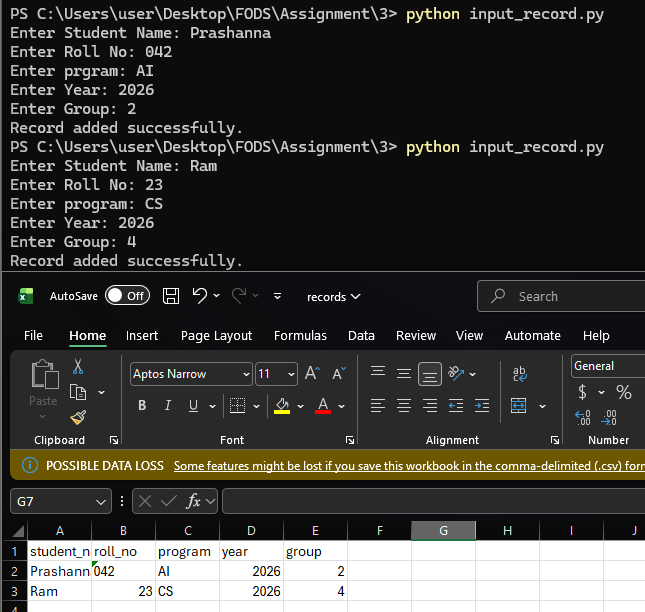 PS C:\Users\user\Desktop\FODS\Assignment\3> python input_record.py
Enter Student Name: Prashanna
Enter Roll No: 042
Enter prgram: AI
Enter Year: 2026
Enter Group: 2
Record added successfully.
PS C:\Users\user\Desktop\FODS\Assignment\3> python input_record.py
Enter Student Name: Ram
Enter Roll No: 23
Enter program: CS
Enter Year: 2026
Enter Group: 4
Record added successfully.
AutoSave Off records Search
File Home Insert Page Layout Formulas Data Review View Automate Help
Paste Aptos Narrow 11 A A ab General
B I U A $ %
.00 .00
Clipboard Font Alignment Number
POSSIBLE DATA LOSS Some features might be lost if you save this workbook in the comma-delimited (.csv) for
G7 fx
A B C D E F G H I J
1 student_n roll_no program year group
2 Prashann 042 AI 2026 2
3 Ram 23 CS 2026 4
4